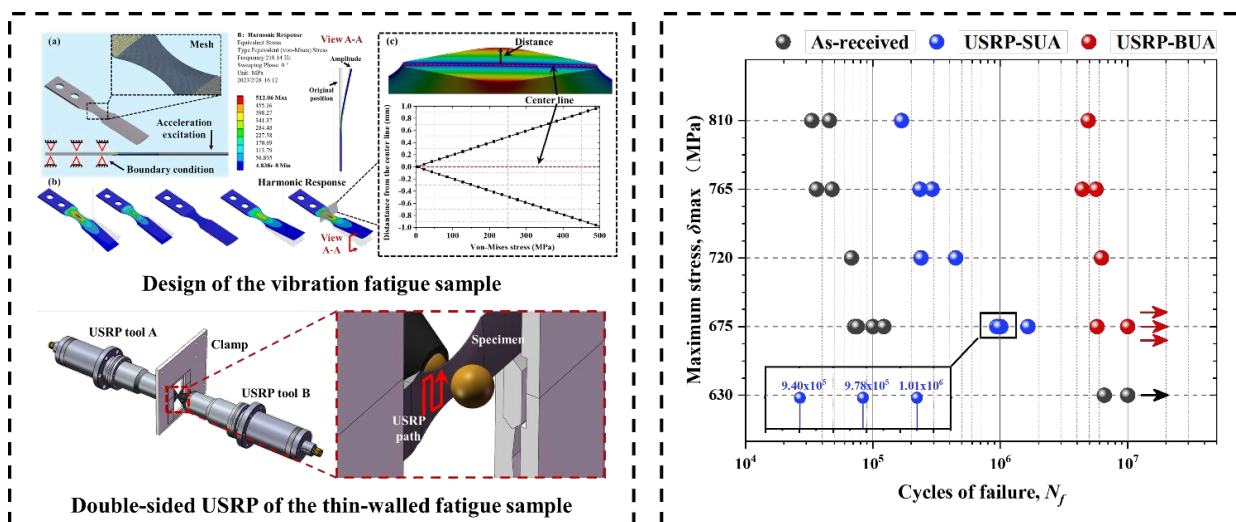 (a)
Mesh
B: Harmonic Response
Equivalent Stress
Type Equivalent (von-Mises) Stress
Frequency 218.14 Hz
Sweeping Phase 0 °
Unit MPa
2023/2/28 16:12
512.06 Max
455.16
398.27
341.37
284.48
227.58
170.69
113.79
56.895
View A-A
Amplitude
Original
position
Acceleration
excitation
Boundary condition
(b)
Harmonic Response
View
A-A
(c)
Distance
Center line
Distantance from the center line (mm)
1.0
0.8
0.6
0.4
0.2
0.0
-0.2
-0.4
-0.6
-0.8
-1.0
0 100 200 300 400 500
Von-Mises stress (MPa)
Design of the vibration fatigue sample
USRP tool A
Clamp
USRP tool B
Specimen
USRP
path
Double-sided USRP of the thin-walled fatigue sample
As-received USRP-SUA USRP-BUA
Maximum stress, δmax (MPa)
810
765
720
675
630
9.40x10⁵ 9.78x10⁵ 1.01x10⁶
10⁴ 10⁵ 10⁶ 10⁷
Cycles of failure, N_f